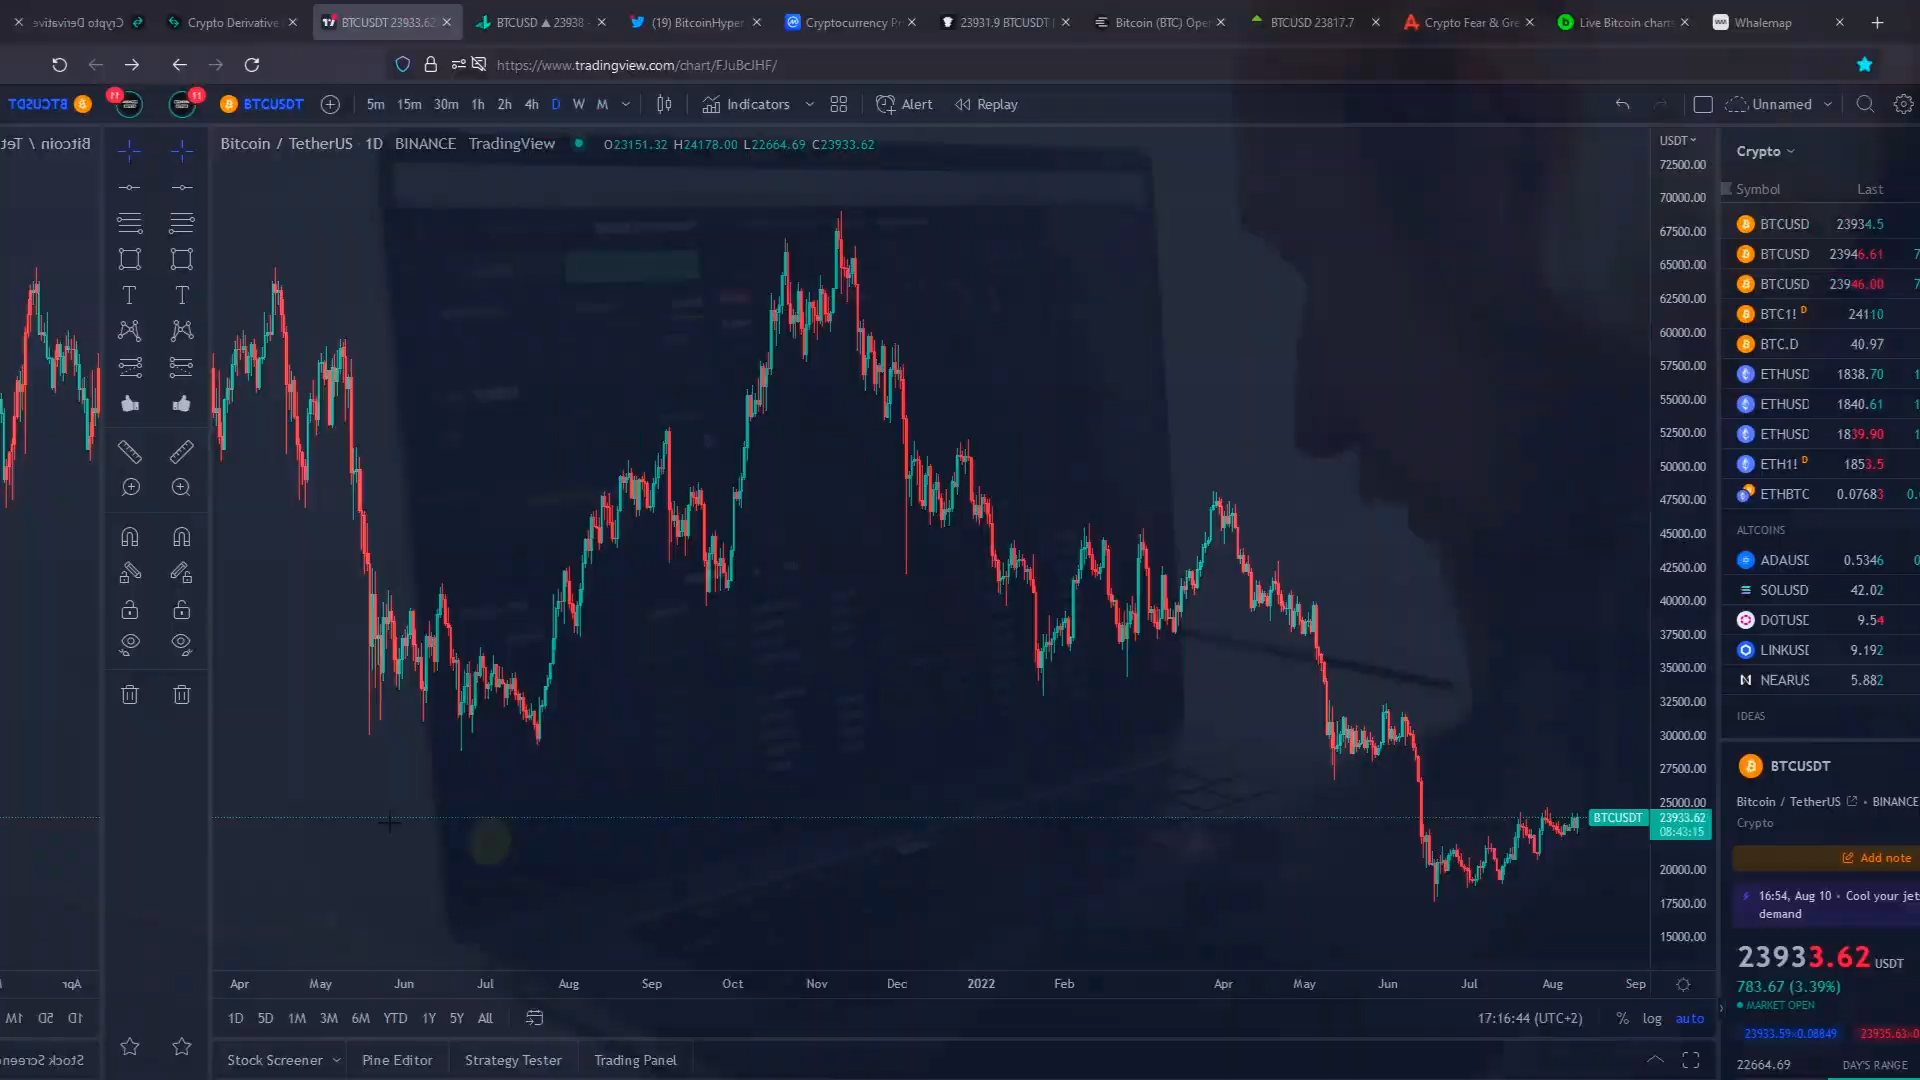 Crypto Derivative
BTCUSDT 23933.62
BTCUSD ▲ 23938
(19) BitcoinHyper
Cryptocurrency Pr
23931.9 BTCUSDT
Bitcoin (BTC) Ope
BTCUSD 23817.7
Crypto Fear & Gre
Live Bitcoin char
Whalemap
https://www.tradingview.com/chart/FJuBcJHF/
11
BTCUSDT
5m 15m 30m 1h 2h 4h D W M
Indicators
Alert
Replay
Unnamed
Bitcoin / TetherUS 1D BINANCE TradingView
O23151.32 H24178.00 L22664.69 C23933.62
USDT
72500.00
70000.00
67500.00
65000.00
62500.00
60000.00
57500.00
55000.00
52500.00
50000.00
47500.00
45000.00
42500.00
40000.00
37500.00
35000.00
32500.00
30000.00
27500.00
25000.00
BTCUSDT 23933.62
08:43:15
20000.00
17500.00
15000.00
Apr May Jun Jul Aug Sep Oct Nov Dec 2022 Feb Apr May Jun Jul Aug Sep
1D 5D 1M 3M 6M YTD 1Y 5Y All
17:16:44 (UTC+2)
% log auto
Stock Screener
Pine Editor
Strategy Tester
Trading Panel
Crypto
Symbol Last
BTCUSD 23934.5
BTCUSD 23946.61
BTCUSD 23946.00
BTC1! D 24110
BTC.D 40.97
ETHUSD 1838.70
ETHUSD 1840.61
ETHUSD 1839.90
ETH1! D 1853.5
ETHBTC 0.07683
ALTCOINS
ADAUSD 0.5346
SOLUSD 42.02
DOTUSD 9.54
LINKUSD 9.192
NEARUS 5.882
IDEAS
BTCUSDT
Bitcoin / TetherUS • BINANCE
Crypto
Add note
16:54, Aug 10 • Cool your jets
demand
23933.62 USDT
783.67 (3.39%)
MARKET OPEN
23933.59×0.08849
22664.69 DAY'S RANGE